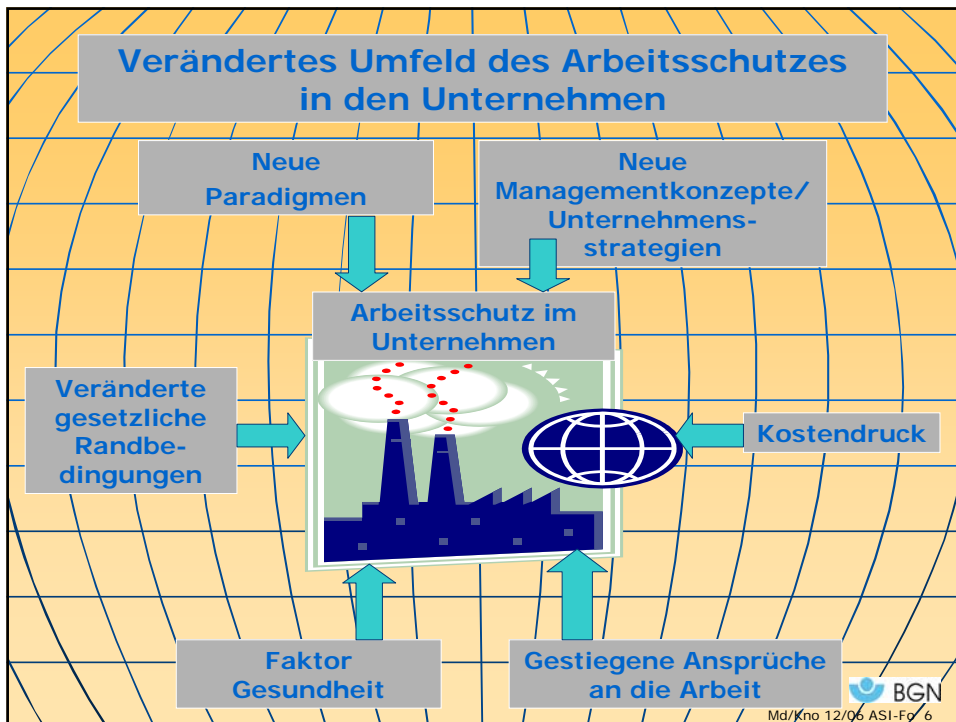 Verändertes Umfeld des Arbeitsschutzes
in den Unternehmen
Neue
Paradigmen
Neue
Managementkonzepte/
Unternehmens-
strategien
Arbeitsschutz im
Unternehmen
Veränderte
gesetzliche
Randbe-
dingungen
Kostendruck
Faktor
Gesundheit
Gestiegene Ansprüche
an die Arbeit
BGN
Md/Kno 12/06 ASI-Fo 6